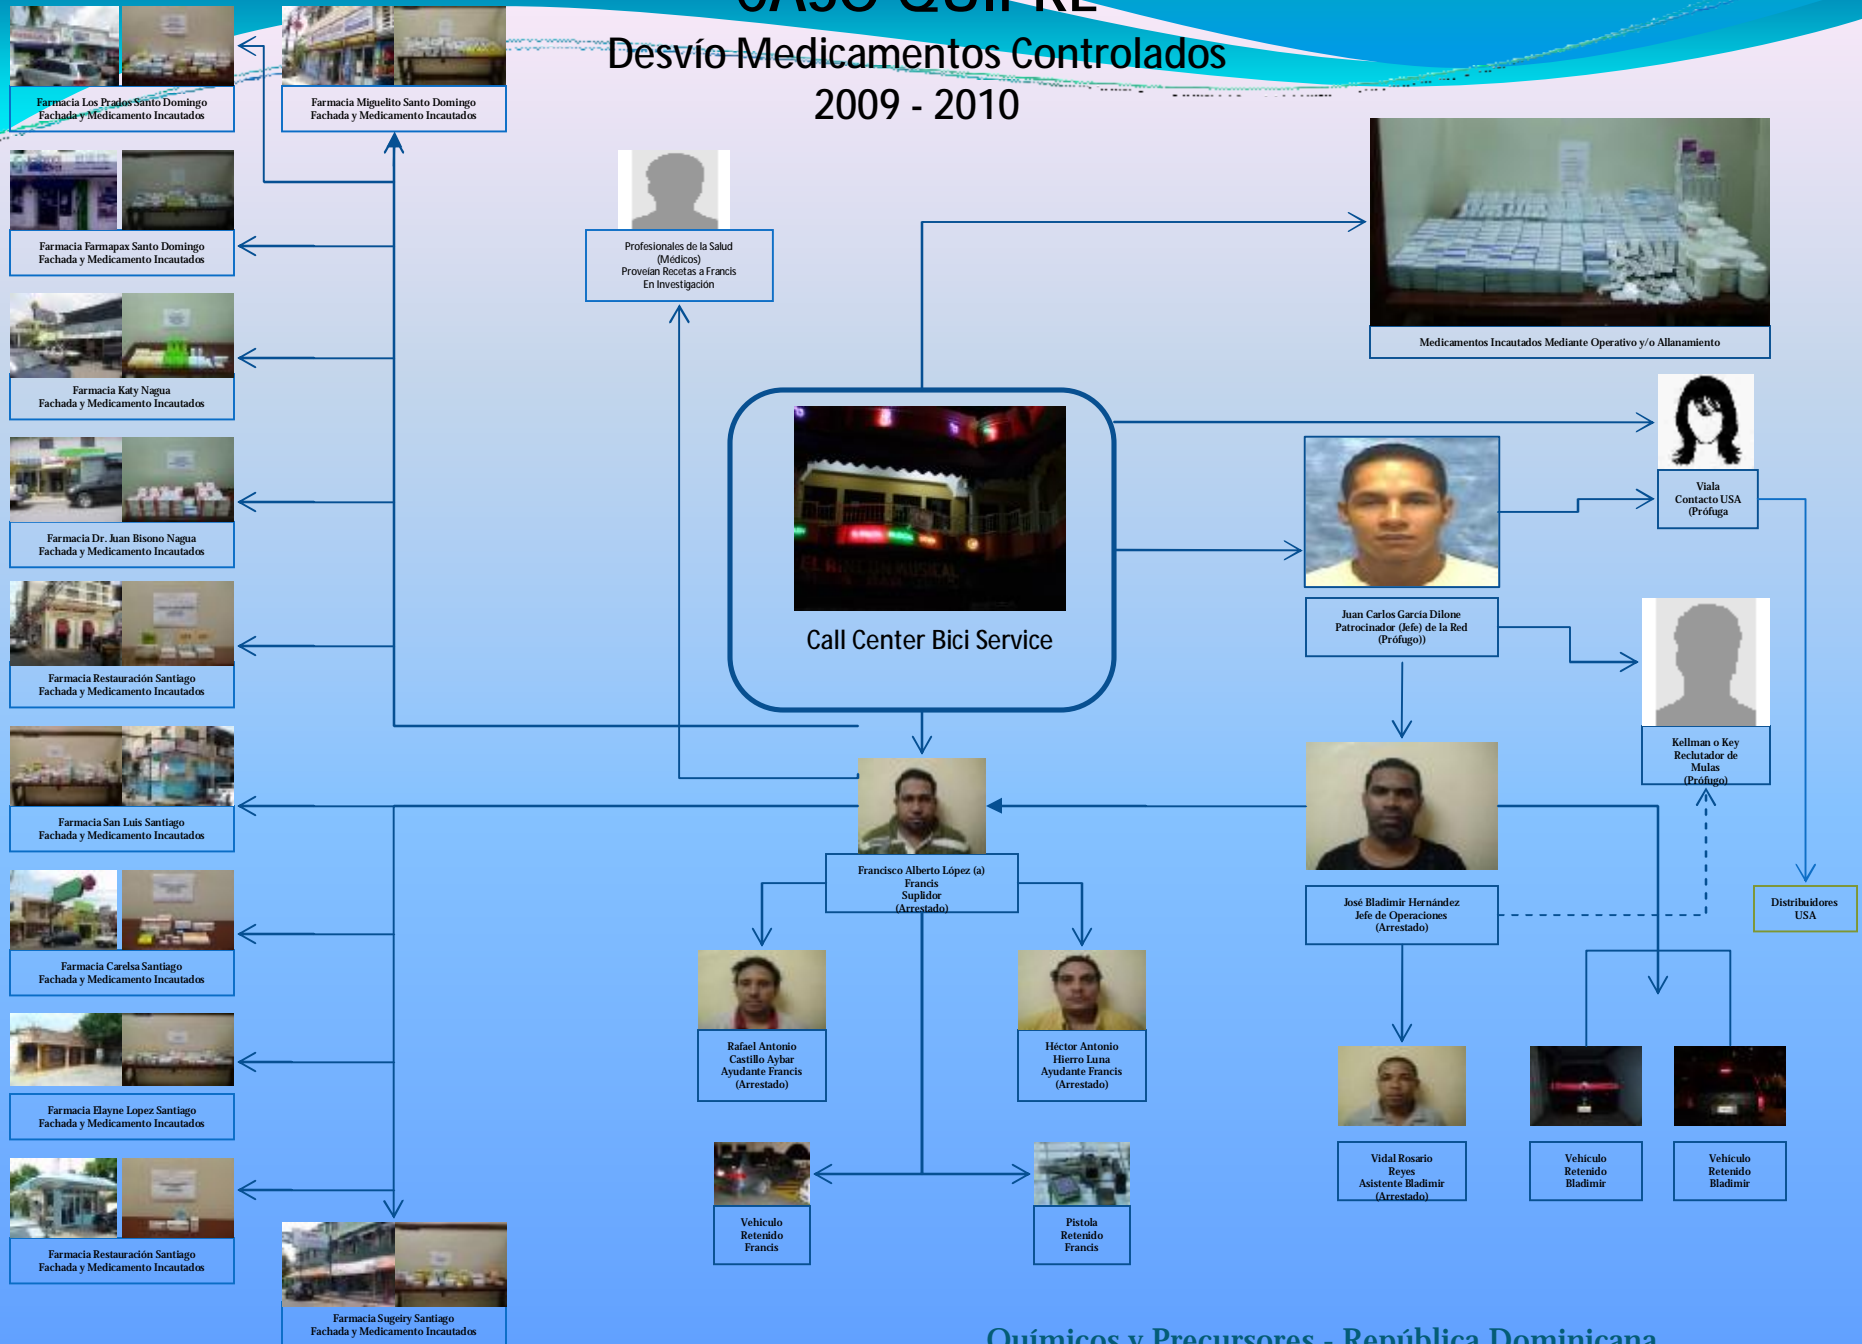 CASO QUIFRE
Desvío Medicamentos Controlados
2009 - 2010
Farmacia Los Prados Santo Domingo
Fachada y Medicamento Incautados
Farmacia Miguelito Santo Domingo
Fachada y Medicamento Incautados
Farmacia Farmapax Santo Domingo
Fachada y Medicamento Incautados
Farmacia Katy Nagua
Fachada y Medicamento Incautados
Farmacia Dr. Juan Bisono Nagua
Fachada y Medicamento Incautados
Farmacia Restauración Santiago
Fachada y Medicamento Incautados
Farmacia San Luis Santiago
Fachada y Medicamento Incautados
Farmacia Carelsa Santiago
Fachada y Medicamento Incautados
Farmacia Elayne Lopez Santiago
Fachada y Medicamento Incautados
Farmacia Restauración Santiago
Fachada y Medicamento Incautados
Farmacia Sugeiry Santiago
Fachada y Medicamento Incautados
Profesionales de la Salud
(Médicos)
Proveían Recetas a Francis
En Investigación
Medicamentos Incautados Mediante Operativo y/o Allanamiento
EL RINCON MUSICAL
Call Center Bici Service
Viala
Contacto USA
(Prófuga
Juan Carlos García Dilone
Patrocinador (Jefe) de la Red
(Prófugo))
Kellman o Key
Reclutador de
Mulas
(Prófugo)
Francisco Alberto López (a)
Francis
Suplidor
(Arrestado)
José Bladimir Hernández
Jefe de Operaciones
(Arrestado)
Distribuidores
USA
Rafael Antonio
Castillo Aybar
Ayudante Francis
(Arrestado)
Héctor Antonio
Hierro Luna
Ayudante Francis
(Arrestado)
Vidal Rosario
Reyes
Asistente Bladimir
(Arrestado)
Vehículo
Retenido
Bladimir
Vehículo
Retenido
Bladimir
Vehiculo
Retenido
Francis
Pistola
Retenido
Francis
Químicos y Precursores - República Dominicana